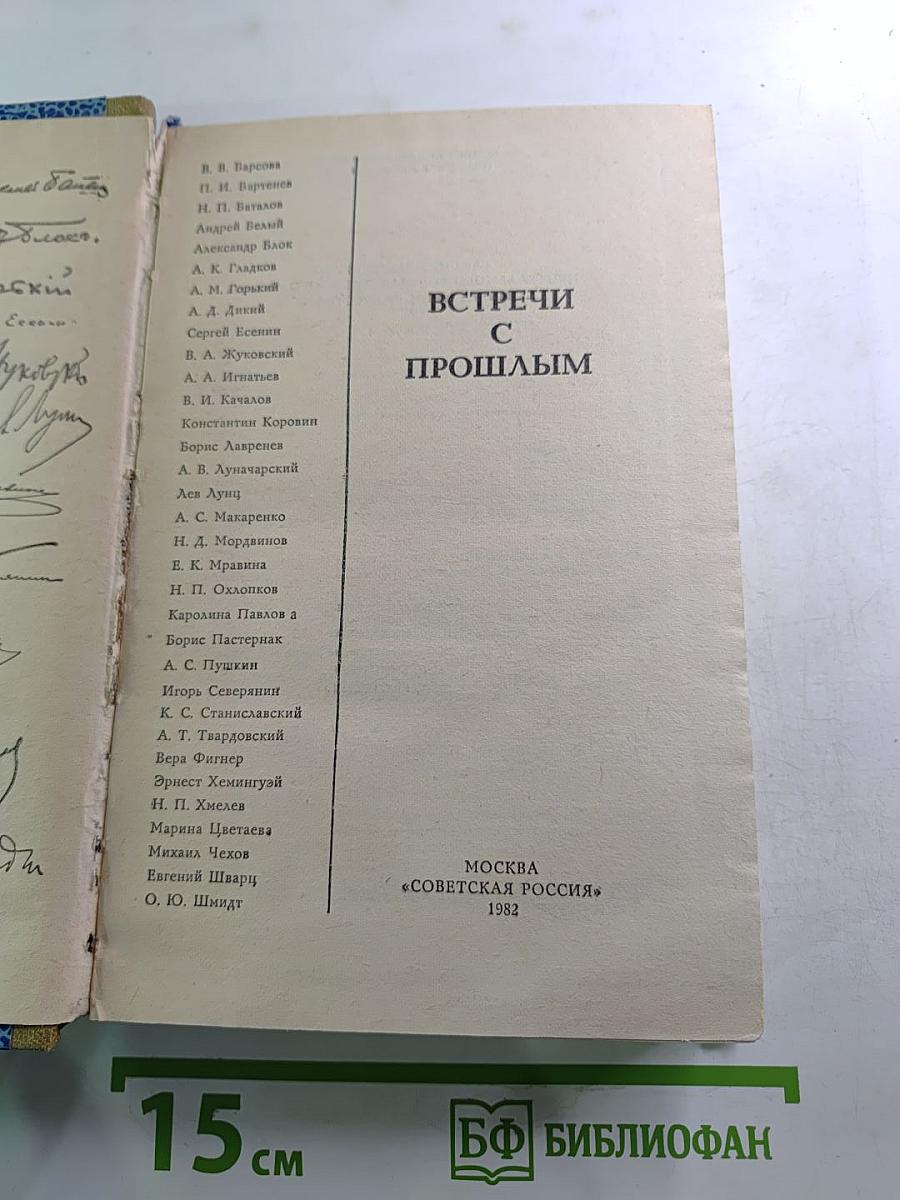 В. В. Барсова
П. И. Бартенев
Н. П. Баталов
Андрей Белый
Александр Блок
А. К. Гладков
А. М. Горький
А. Д. Дикий
Сергей Есенин
В. А. Жуковский
А. А. Игнатьев
В. И. Качалов
Константин Коровин
Борис Лавренев
А. В. Луначарский
Лев Лунц
А. С. Макаренко
Н. Д. Мордвинов
Е. К. Мравина
Н. П. Охлопков
Каролина Павлов а
Борис Пастернак
А. С. Пушкин
Игорь Северянин
К. С. Станиславский
А. Т. Твардовский
Вера Фигнер
Эрнест Хемингуэй
Н. П. Хмелев
Марина Цветаева
Михаил Чехов
Евгений Шварц
О. Ю. Шмидт
ВСТРЕЧИ
С
ПРОШЛЫМ
МОСКВА
«СОВЕТСКАЯ РОССИЯ»
1982
15 см
БФ БИБЛИОФАН